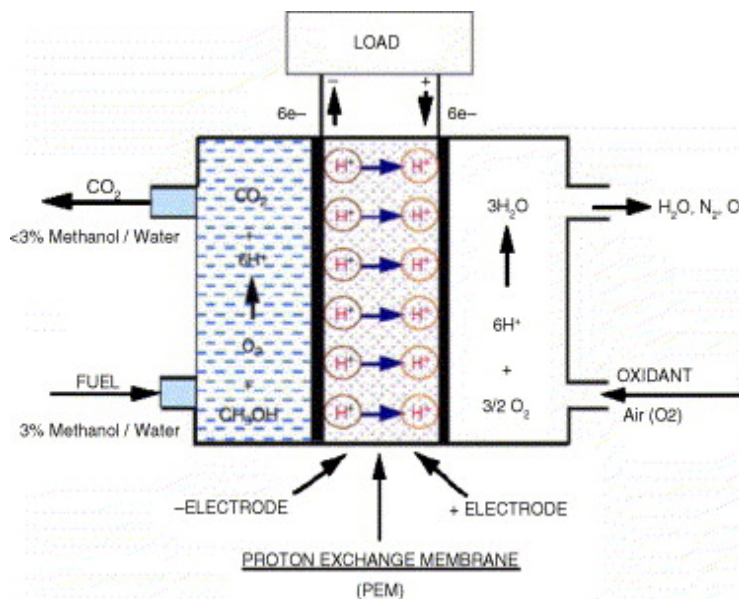 LOAD
– +
6e– 6e–
H⁺ H⁺
CO₂
CO₂
<3% Methanol / Water
+
6H⁺
H⁺ H⁺
3H₂O
H₂O, N₂, O
H⁺ H⁺
H⁺ H⁺
6H⁺
+
3/2 O₂
H⁺ H⁺
FUEL
3% Methanol / Water
+
CH₃OH
H⁺ H⁺
OXIDANT
Air (O2)
–ELECTRODE
+ ELECTRODE
PROTON EXCHANGE MEMBRANE
(PEM)